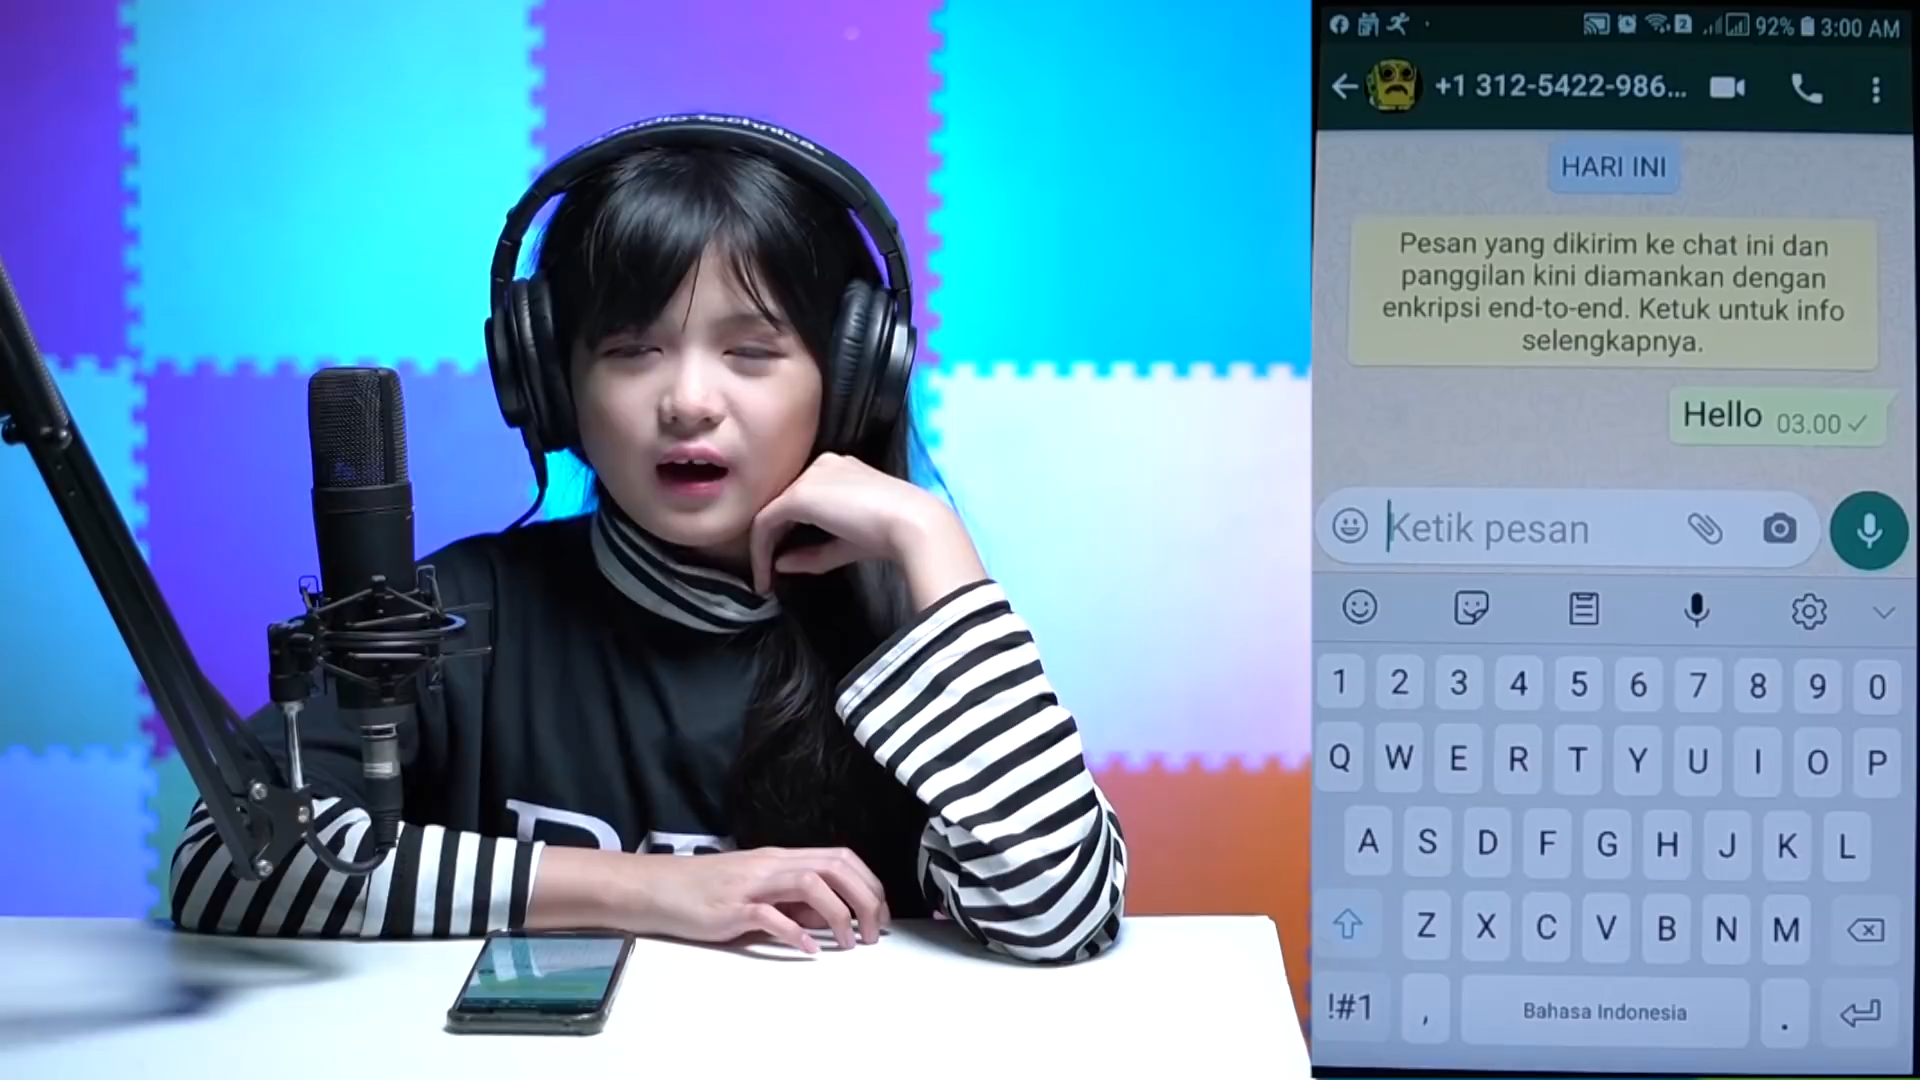 audio-technica
92% 3:00 AM
+1 312-5422-986...
HARI INI
Pesan yang dikirim ke chat ini dan
panggilan kini diamankan dengan
enkripsi end-to-end. Ketuk untuk info
selengkapnya.
Hello 03.00
Ketik pesan
1 2 3 4 5 6 7 8 9 0
Q W E R T Y U I O P
A S D F G H J K L
Z X C V B N M
!#1 , Bahasa Indonesia .